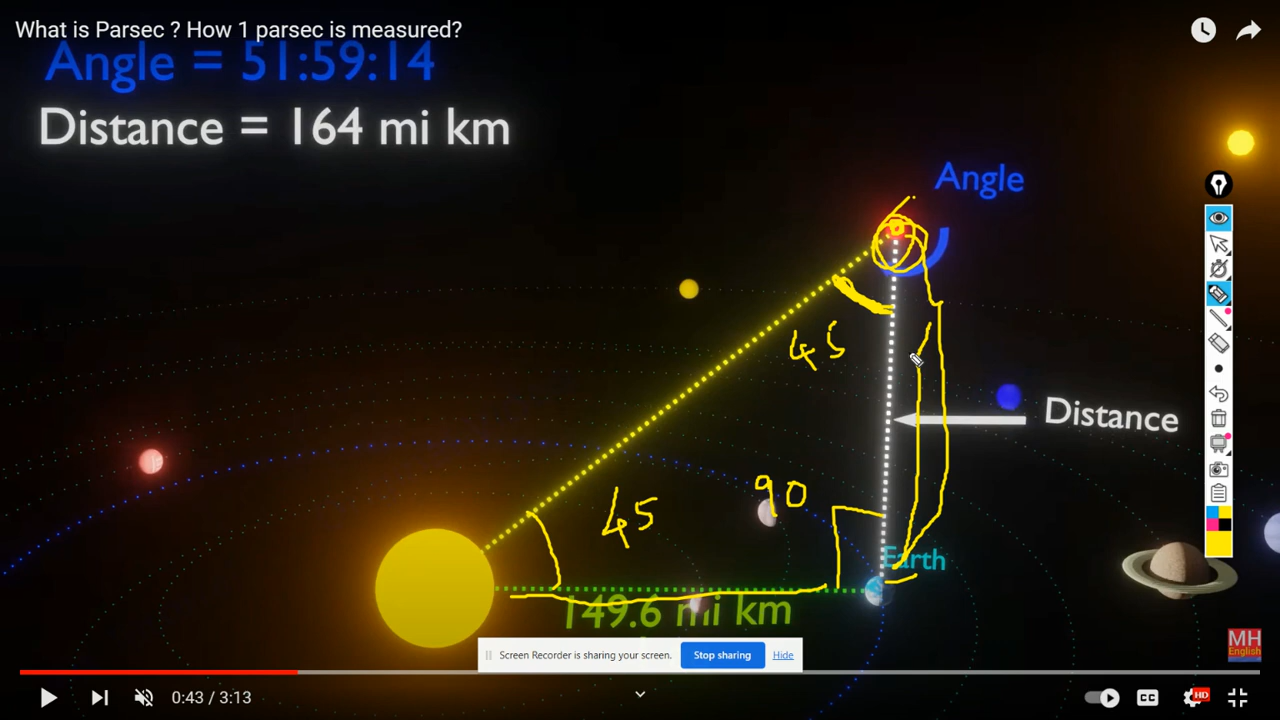 What is Parsec ? How 1 parsec is measured?
Angle = 51:59:14
Distance = 164 mi km
Angle
45
Distance
90
45
Earth
149.6 mi km
MH
English
Screen Recorder is sharing your screen.
Stop sharing
Hide
0:43 / 3:13
CC
HD